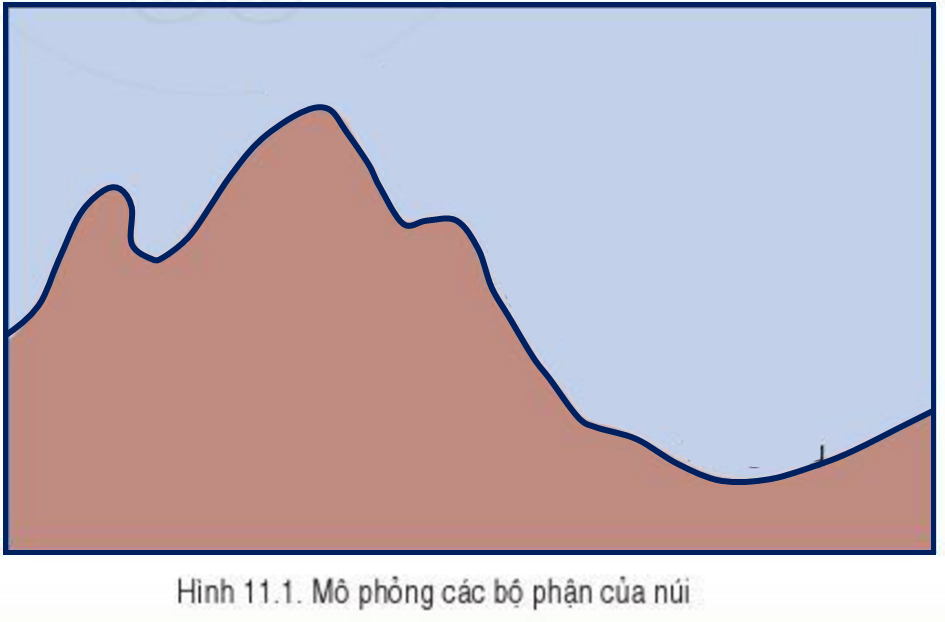 Hình 11.1. Mô phỏng các bộ phận của núi